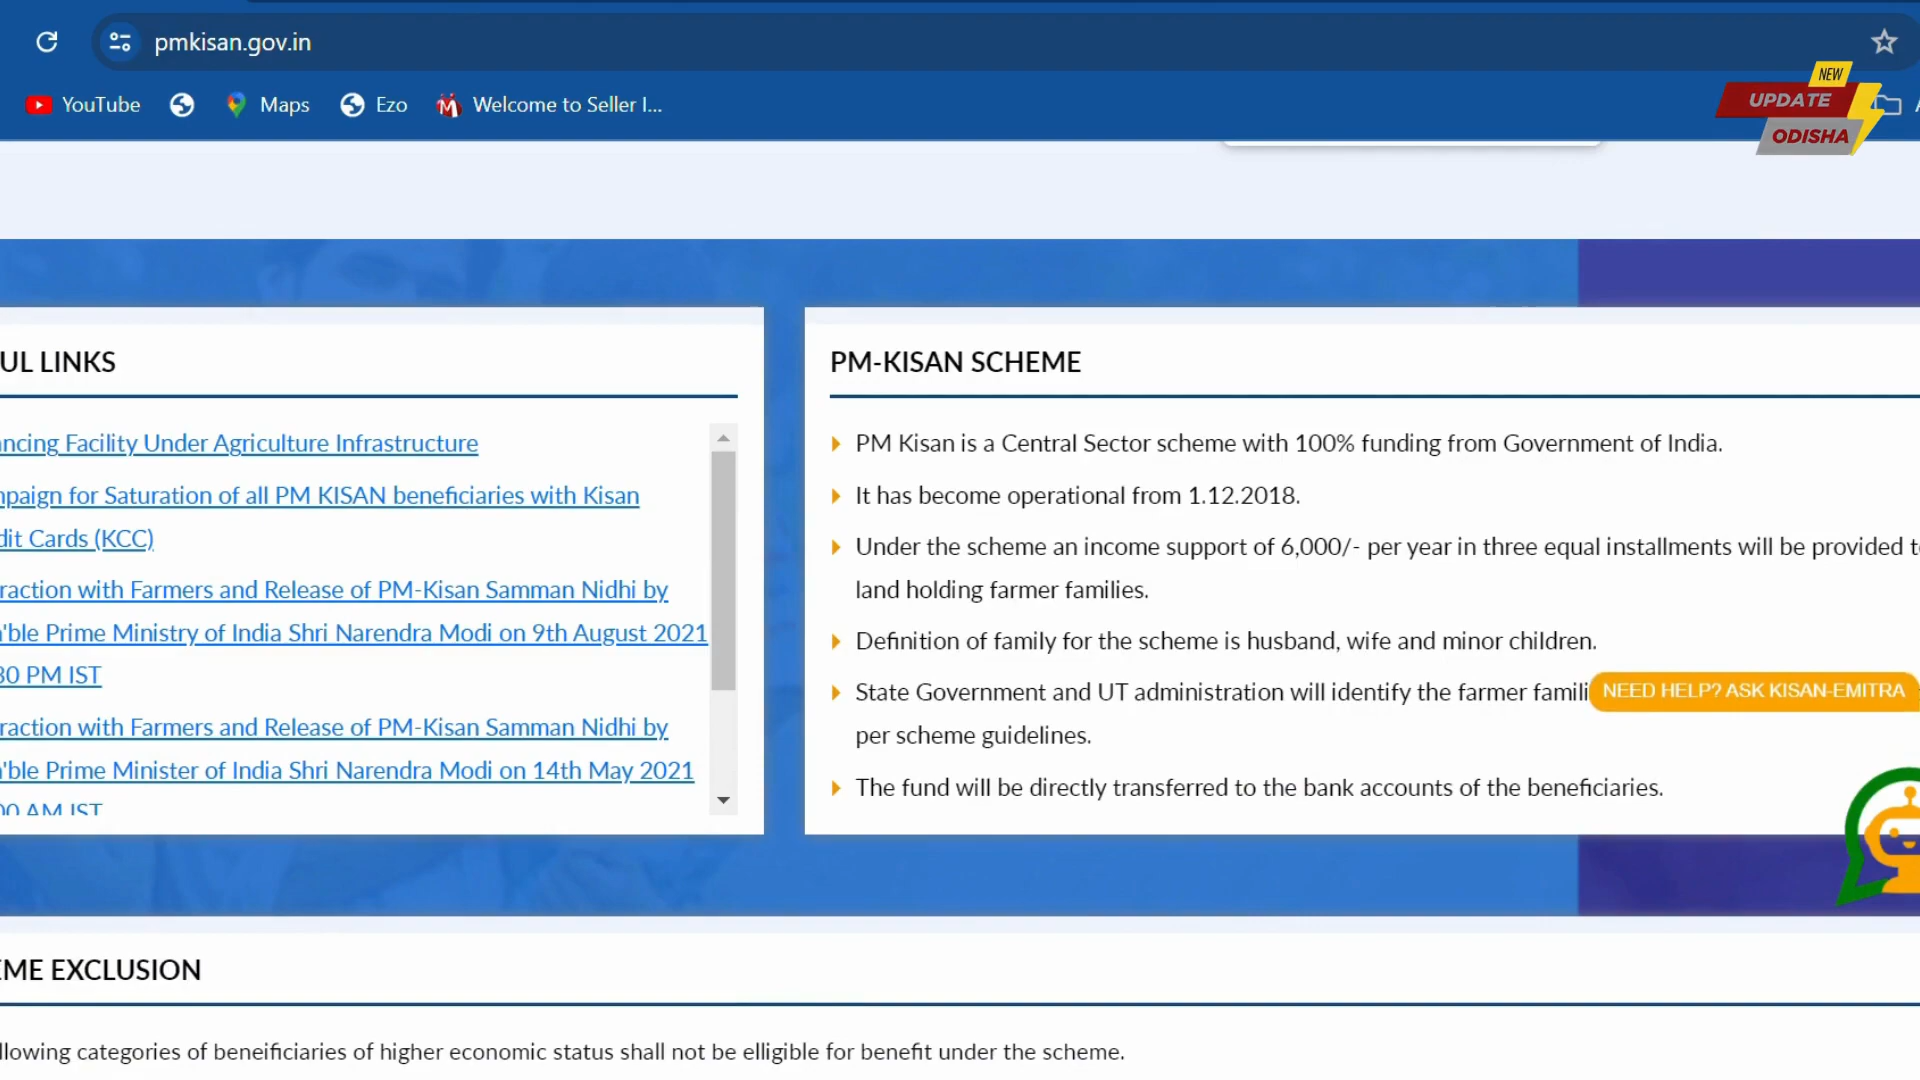 pmkisan.gov.in
YouTube
Maps
Ezo
Welcome to Seller I...
NEW
UPDATE
ODISHA
UL LINKS
ncing Facility Under Agriculture Infrastructure
paign for Saturation of all PM KISAN beneficiaries with Kisan
dit Cards (KCC)
raction with Farmers and Release of PM-Kisan Samman Nidhi by
'ble Prime Ministry of India Shri Narendra Modi on 9th August 2021
30 PM IST
raction with Farmers and Release of PM-Kisan Samman Nidhi by
'ble Prime Minister of India Shri Narendra Modi on 14th May 2021
00 AM IST
PM-KISAN SCHEME
PM Kisan is a Central Sector scheme with 100% funding from Government of India.
It has become operational from 1.12.2018.
Under the scheme an income support of 6,000/- per year in three equal installments will be provided t
land holding farmer families.
Definition of family for the scheme is husband, wife and minor children.
State Government and UT administration will identify the farmer famili
NEED HELP? ASK KISAN-EMITRA
per scheme guidelines.
The fund will be directly transferred to the bank accounts of the beneficiaries.
ME EXCLUSION
llowing categories of beneificiaries of higher economic status shall not be elligible for benefit under the scheme.